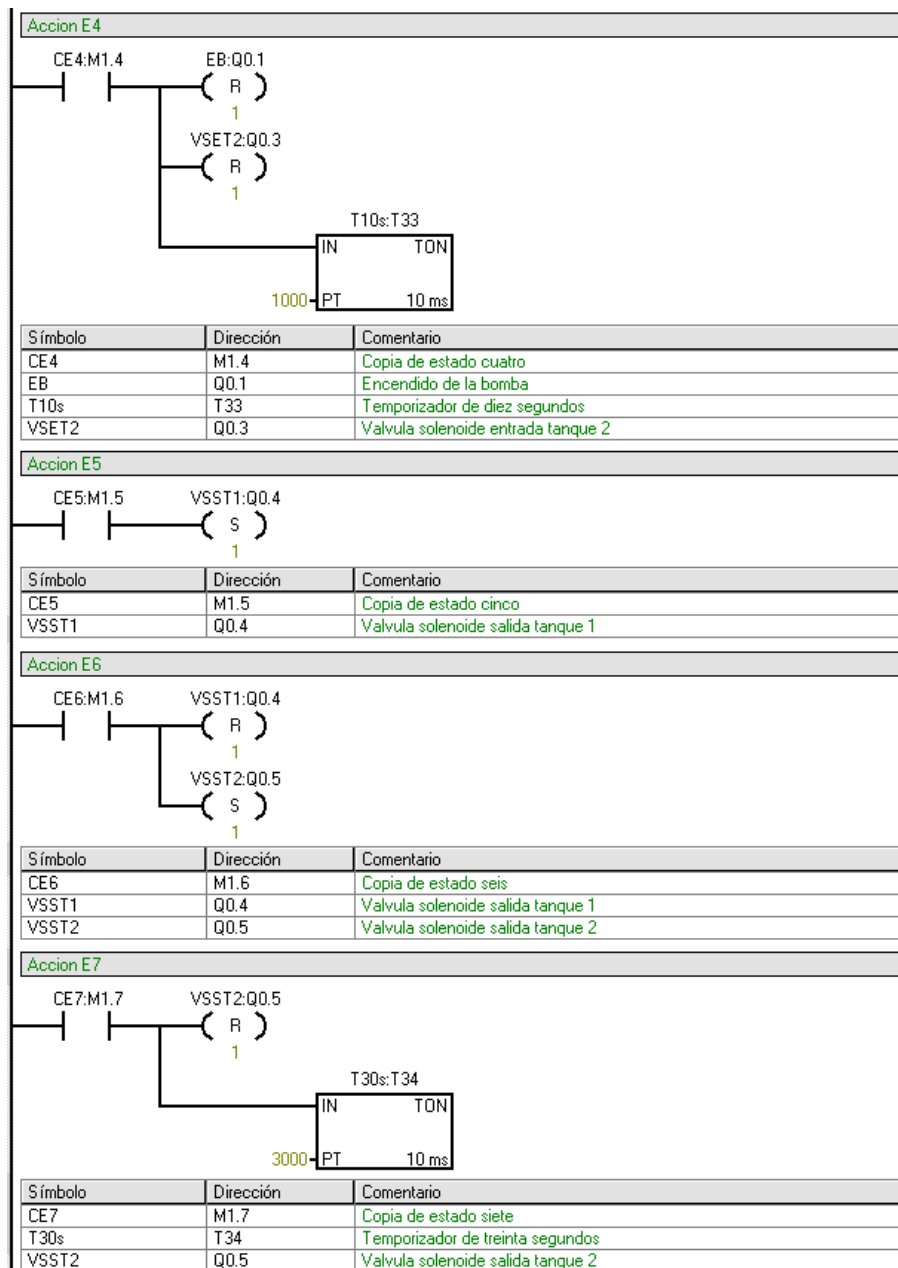 Accion E4
CE4:M1.4 EB:Q0.1
R
1
VSET2:Q0.3
R
1
T10s:T33
IN TON
1000 PT 10 ms
Símbolo Dirección Comentario
CE4 M1.4 Copia de estado cuatro
EB Q0.1 Encendido de la bomba
T10s T33 Temporizador de diez segundos
VSET2 Q0.3 Valvula solenoide entrada tanque 2
Accion E5
CE5:M1.5 VSST1:Q0.4
S
1
Símbolo Dirección Comentario
CE5 M1.5 Copia de estado cinco
VSST1 Q0.4 Valvula solenoide salida tanque 1
Accion E6
CE6:M1.6 VSST1:Q0.4
R
1
VSST2:Q0.5
S
1
Símbolo Dirección Comentario
CE6 M1.6 Copia de estado seis
VSST1 Q0.4 Valvula solenoide salida tanque 1
VSST2 Q0.5 Valvula solenoide salida tanque 2
Accion E7
CE7:M1.7 VSST2:Q0.5
R
1
T30s:T34
IN TON
3000 PT 10 ms
Símbolo Dirección Comentario
CE7 M1.7 Copia de estado siete
T30s T34 Temporizador de treinta segundos
VSST2 Q0.5 Valvula solenoide salida tanque 2